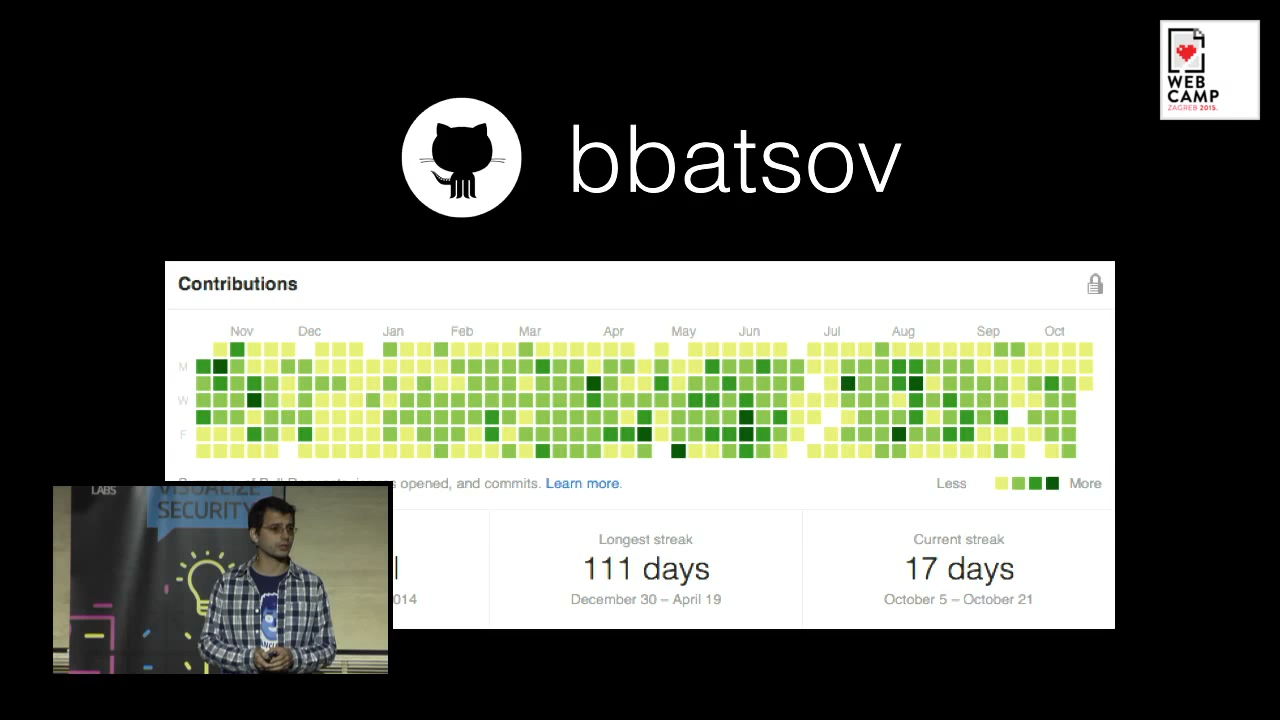 WEB
CAMP
ZAGREB 2015.
bbatsov
Contributions
Nov Dec Jan Feb Mar Apr May Jun Jul Aug Sep Oct
M
W
F
opened, and commits. Learn more.
Less More
Longest streak
111 days
December 30 – April 19
Current streak
17 days
October 5 – October 21
014
LABS
VISUALIZE
SECURITY